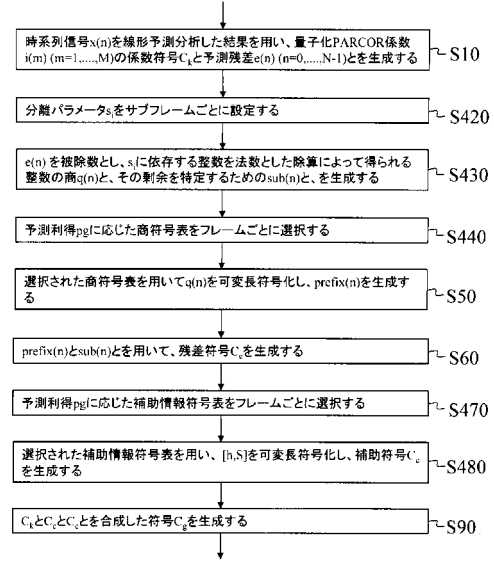 時系列信号x(n)を線形予測分析した結果を用い、量子化PARCOR係数
i(m) (m=1,...,M)の係数符号Ckと予測残差e(n) (n=0,...,N-1)とを生成する
S10
分離パラメータsiをサブフレームごとに設定する
S420
e(n) を被除数とし、siに依存する整数を法数とした除算によって得られる
整数の商q(n)と、その剰余を特定するためのsub(n)と、を生成する
S430
予測利得pgに応じた商符号表をフレームごとに選択する
S440
選択された商符号表を用いてq(n)を可変長符号化し、prefix(n)を生成す
る
S50
prefix(n)とsub(n)とを用いて、残差符号Ceを生成する
S60
予測利得pgに応じた補助情報符号表をフレームごとに選択する
S470
選択された補助情報符号表を用い、[h,S]を可変長符号化し、補助符号Cc
を生成する
S480
CkとCeとCcとを合成した符号Cgを生成する
S90